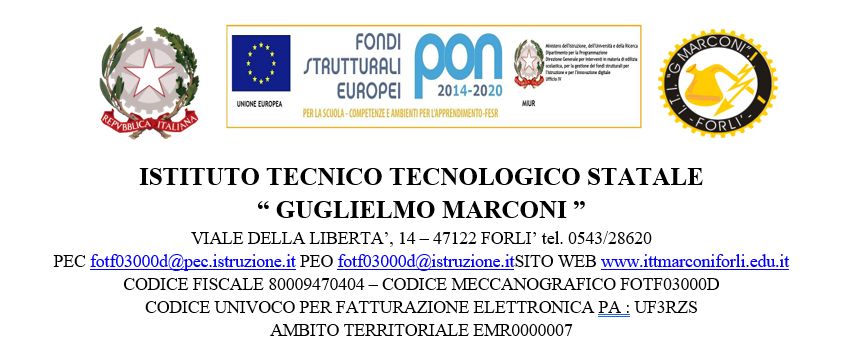 REPVBBLICA ITALIANA
UNIONE EUROPEA
FONDI
STRUTTURALI
EUROPEI
pon
2014-2020
Ministero dell'Istruzione, dell'Università e della Ricerca
Dipartimento per la Programmazione
Direzione Generale per interventi in materia di edilizia
scolastica, per la gestione dei fondi strutturali per
l'istruzione e per l'innovazione digitale
Ufficio IV
MIUR
PER LA SCUOLA - COMPETENZE E AMBIENTI PER L'APPRENDIMENTO-FESR
I.T.I. "G MARCONI" - FORLI' -
ISTITUTO TECNICO TECNOLOGICO STATALE
“ GUGLIELMO MARCONI ”
VIALE DELLA LIBERTA’, 14 – 47122 FORLI’ tel. 0543/28620
PEC fotf03000d@pec.istruzione.it PEO fotf03000d@istruzione.itSITO WEB www.ittmarconiforli.edu.it
CODICE FISCALE 80009470404 – CODICE MECCANOGRAFICO FOTF03000D
CODICE UNIVOCO PER FATTURAZIONE ELETTRONICA PA : UF3RZS
AMBITO TERRITORIALE EMR0000007